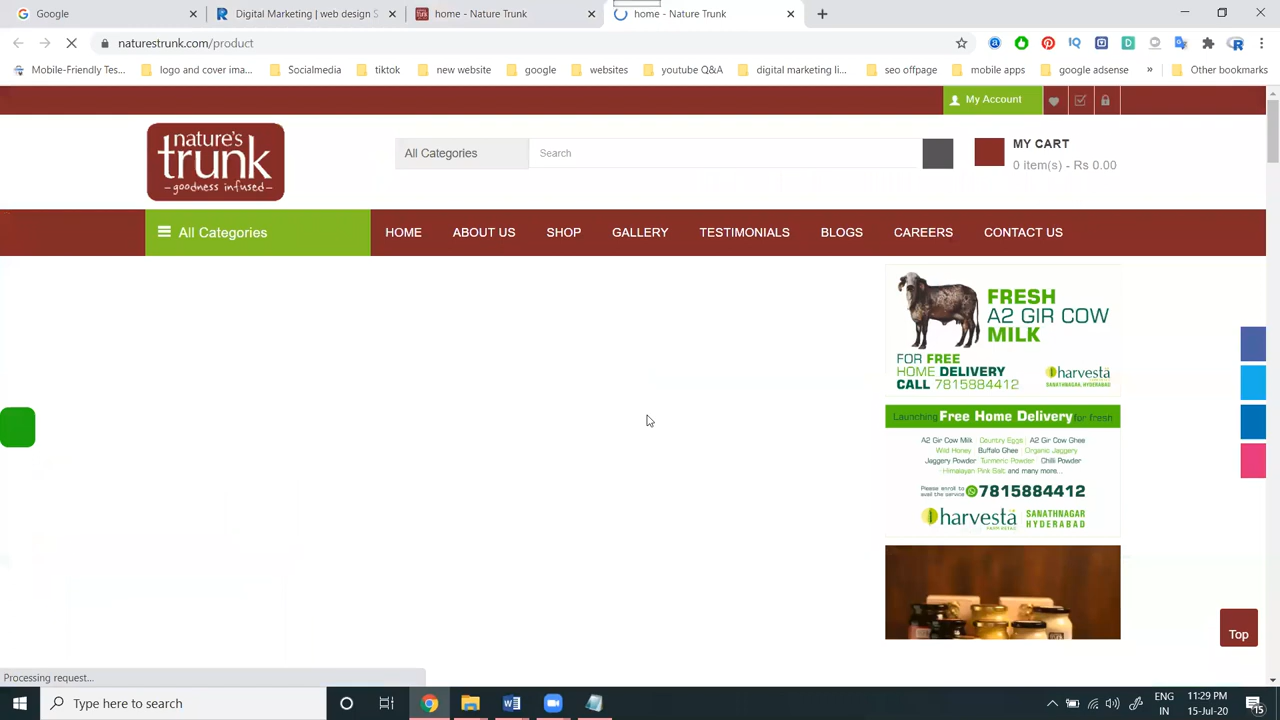 Google
Digital Marketing | web design S
home - Nature Trunk
home - Nature Trunk
naturestrunk.com/product
Mobile-Friendly Tes...
logo and cover ima...
Socialmedia
tiktok
new website
google
websites
youtube Q&A
digital marketing li...
seo offpage
mobile apps
google adsense
»
Other bookmarks
My Account
nature's
trunk
- goodness infused -
All Categories
Search
MY CART
0 item(s) - Rs 0.00
All Categories
HOME
ABOUT US
SHOP
GALLERY
TESTIMONIALS
BLOGS
CAREERS
CONTACT US
FRESH
A2 GIR COW
MILK
FOR FREE
HOME DELIVERY
CALL 7815884412
harvesta
SANATHNAGAR, HYDERABAD
Launching Free Home Delivery for fresh
A2 Gir Cow Milk | Country Eggs | A2 Gir Cow Ghee
Wild Honey | Buffalo Ghee | Organic Jaggery
Jaggery Powder | Turmeric Powder | Chilli Powder
Himalayan Pink Salt and many more...
Please enroll to
avail the service
7815884412
harvesta
SANATHNAGAR
HYDERABAD
Top
Processing request...
Type here to search
ENG
IN
11:29 PM
15-Jul-20
15